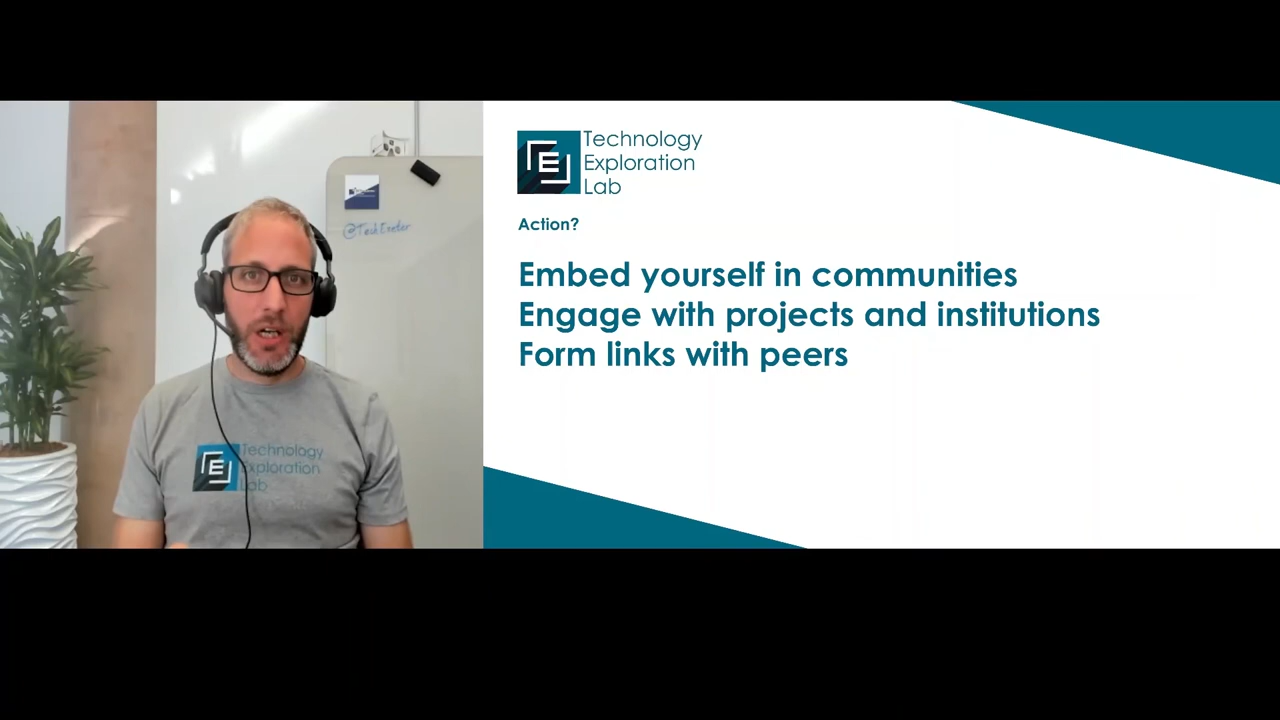 @TechExeter
Technology
Exploration
Lab
Technology
Exploration
Lab
Action?
Embed yourself in communities
Engage with projects and institutions
Form links with peers